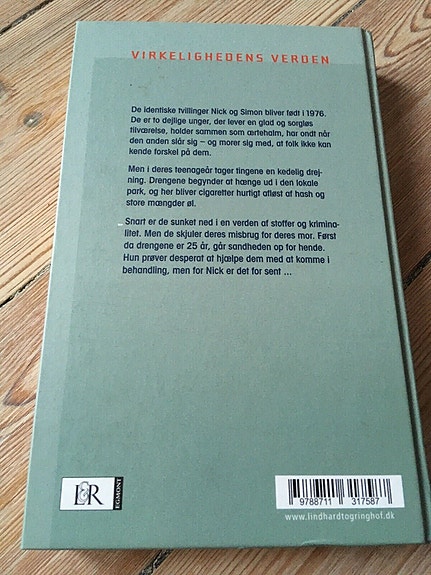 VIRKELIGHEDENS VERDEN
De identiske tvillinger Nick og Simon bliver født i 1976.
De er to dejlige unger, der lever en glad og sorgløs
tilværelse, holder sammen som ærtehalm, har ondt når
den anden slår sig – og morer sig med, at folk ikke kan
kende forskel på dem.
Men i deres teenageår tager tingene en kedelig drej-
ning. Drengene begynder at hænge ud i den lokale
park, og her bliver cigaretter hurtigt afløst af hash og
store mængder øl.
Snart er de sunket ned i en verden af stoffer og krimina-
litet. Men de skjuler deres misbrug for deres mor. Først
da drengene er 25 år, går sandheden op for hende.
Hun prøver desperat at hjælpe dem med at komme i
behandling, men for Nick er det for sent ...
L&R
EGMONT
9 788711 317587
www.lindhardtogringhof.dk